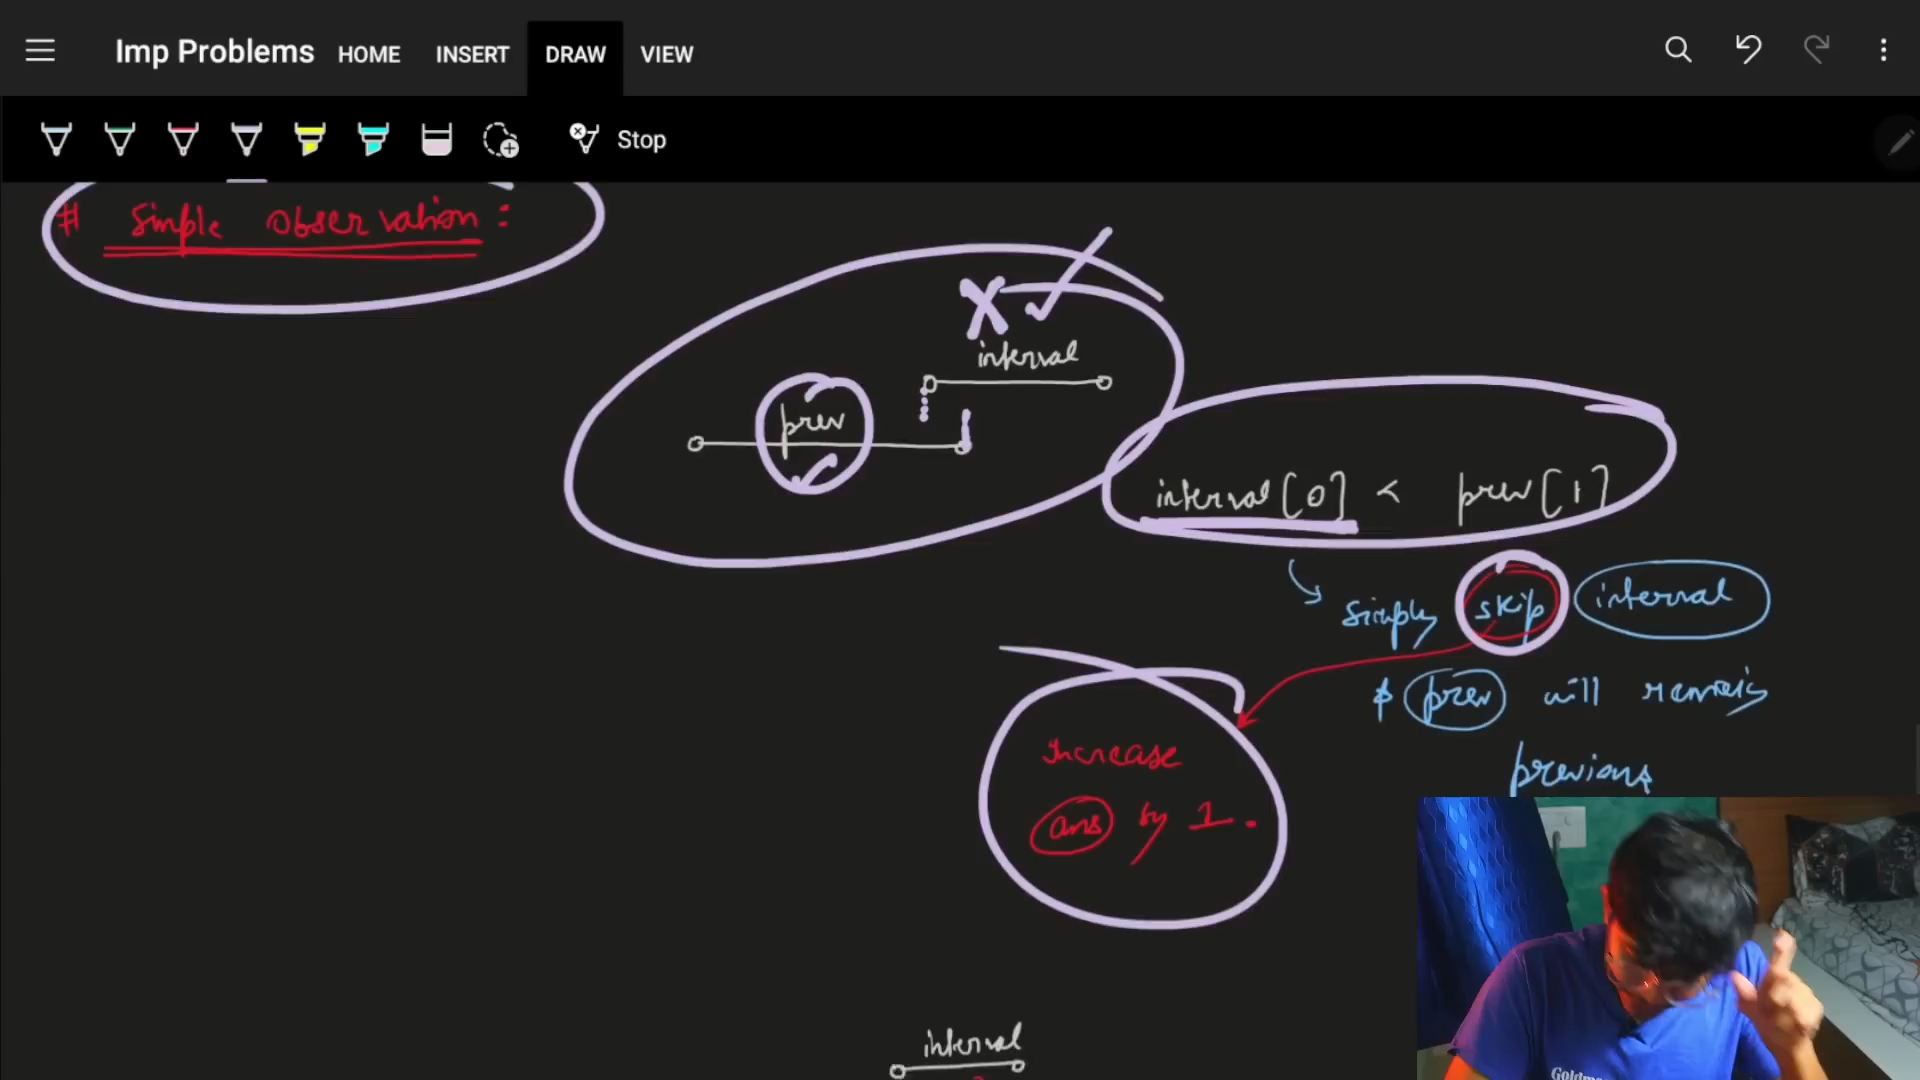 Imp Problems HOME INSERT DRAW VIEW
Stop
# Simple observation :
interval
prev
interval[0] < prev[1]
simply skip interval
$ prev will remain
previous
Increase
ans by 1.
interval